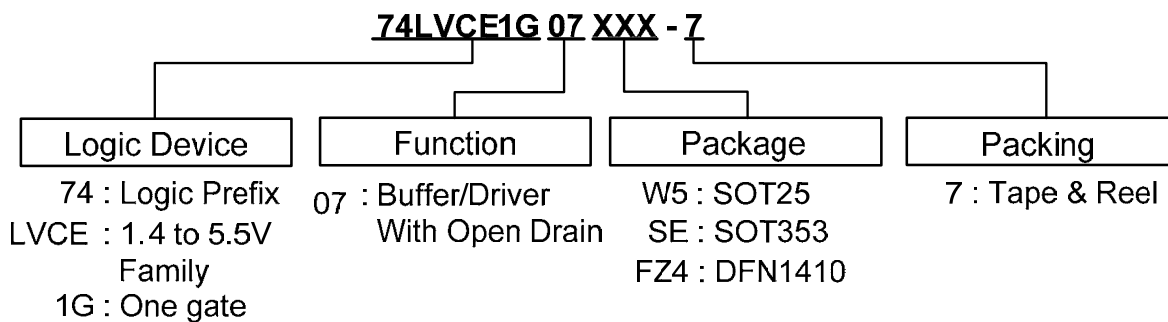 74LVCE1G 07 XXX - 7
Logic Device
74 : Logic Prefix
LVCE : 1.4 to 5.5V
Family
1G : One gate
Function
07 : Buffer/Driver
With Open Drain
Package
W5 : SOT25
SE : SOT353
FZ4 : DFN1410
Packing
7 : Tape & Reel